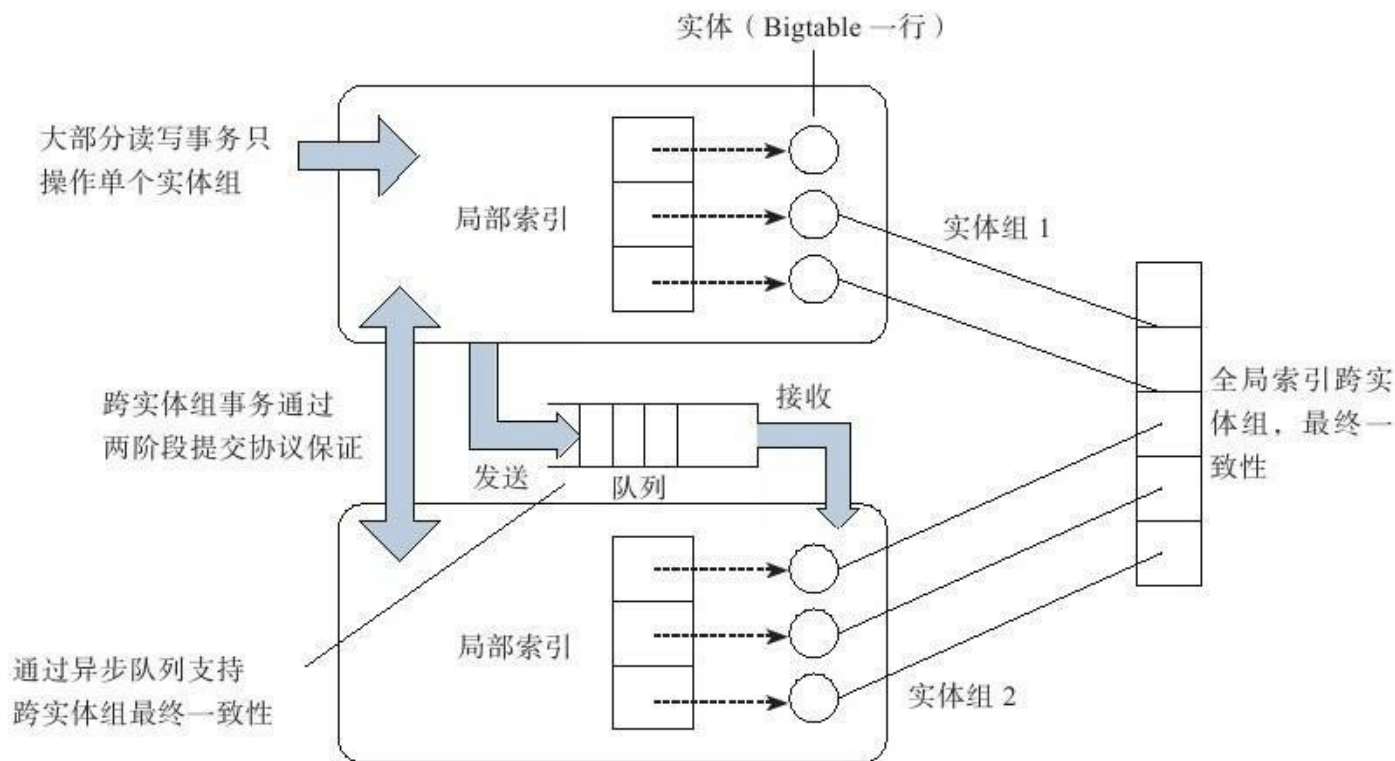 实体（Bigtable 一行）
大部分读写事务只
操作单个实体组
局部索引
实体组 1
跨实体组事务通过
两阶段提交协议保证
接收
发送
队列
全局索引跨实
体组，最终一
致性
局部索引
通过异步队列支持
跨实体组最终一致性
实体组 2